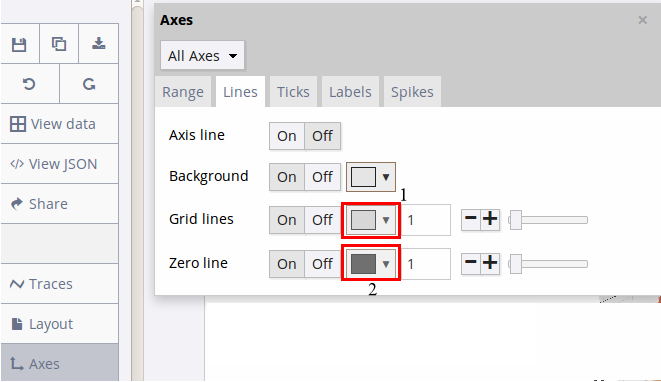 Axes ×
All Axes
Range Lines Ticks Labels Spikes
View data
</> View JSON
Share
Traces
Layout
Axes
Axis line On Off
Background On Off
1
Grid lines On Off 1 − +
Zero line On Off 1 − +
2